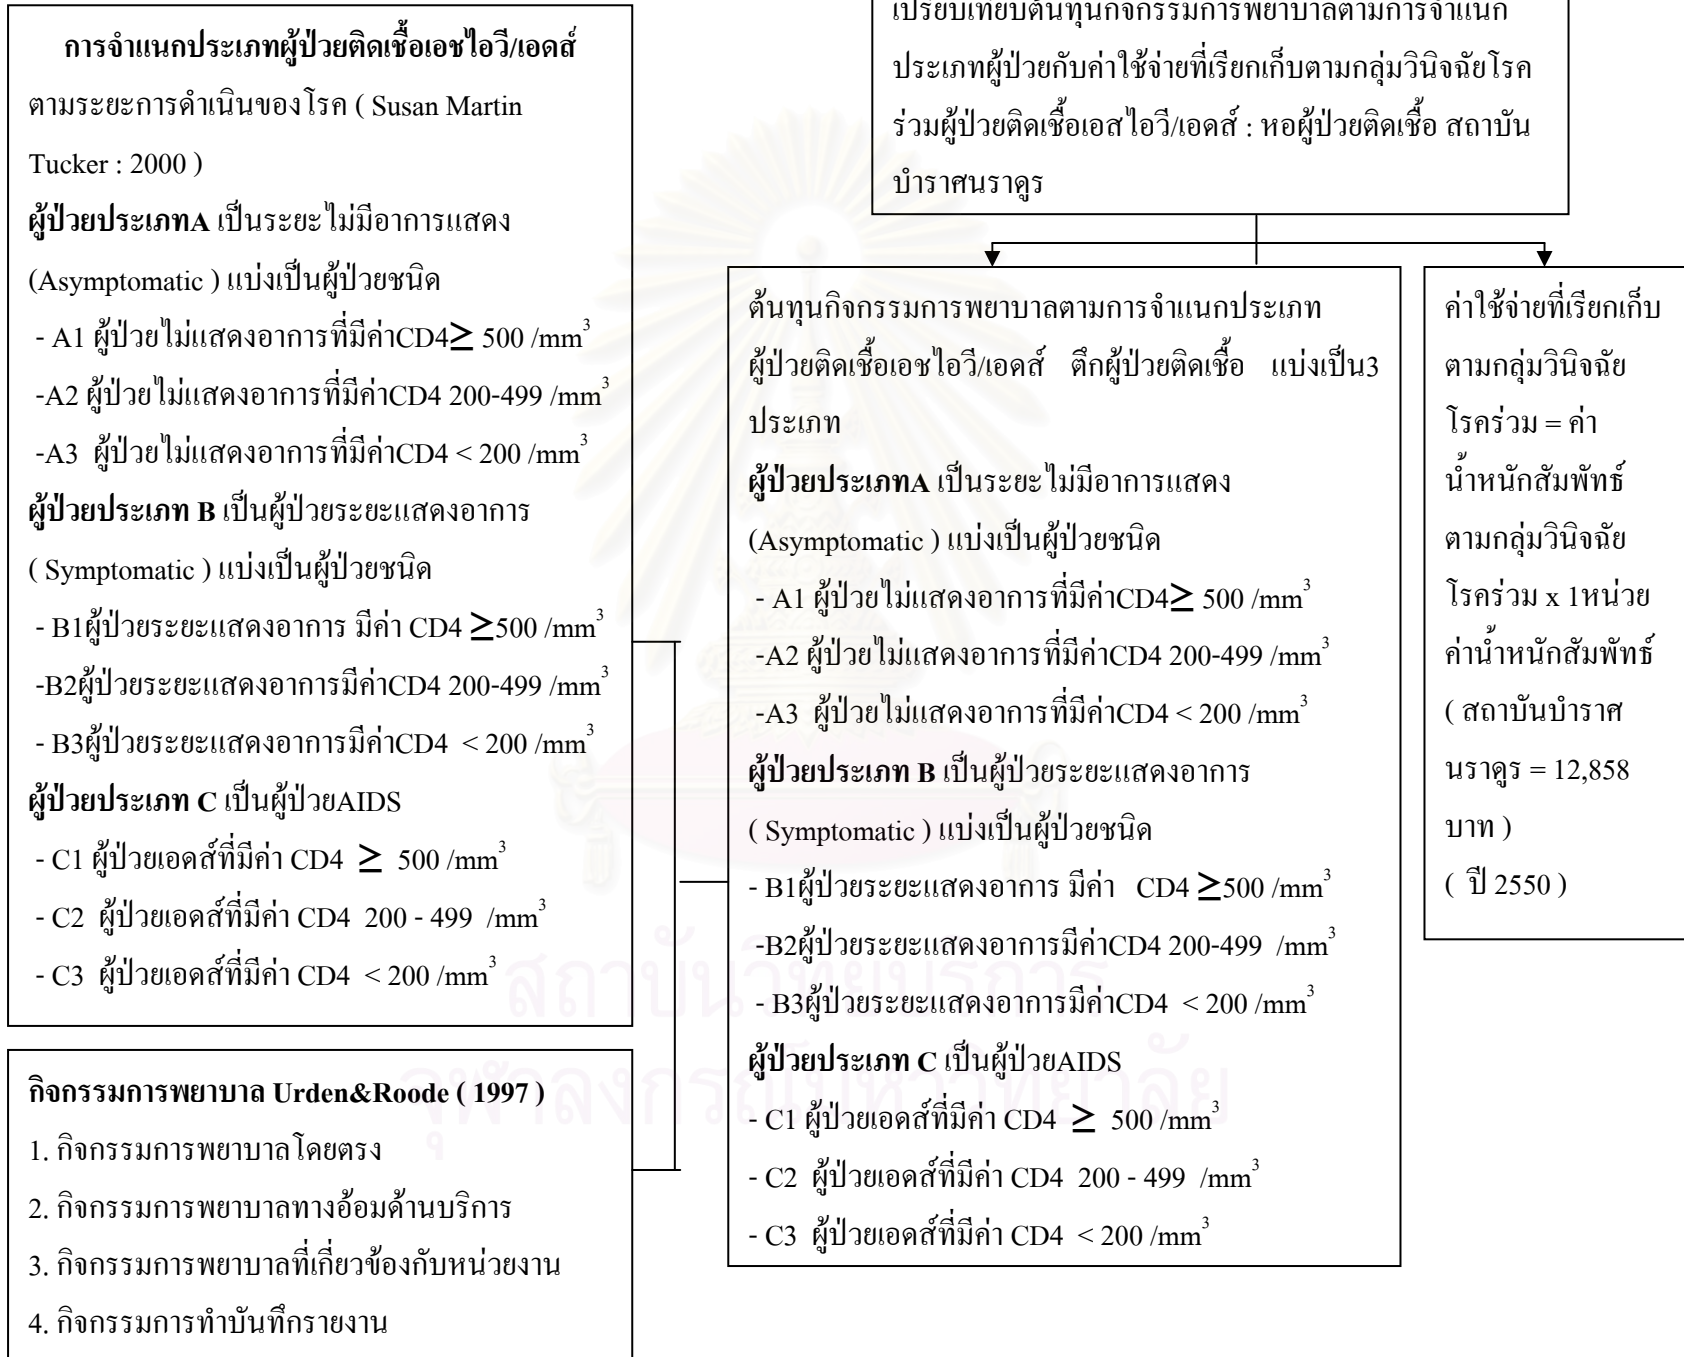 การจำแนกประเภทผู้ป่วยติดเชื้อเอชไอวี/เอดส์
ตามระยะการดำเนินของโรค ( Susan Martin
Tucker : 2000 )
ผู้ป่วยประเภทA เป็นระยะไม่มีอาการแสดง
(Asymptomatic ) แบ่งเป็นผู้ป่วยชนิด
- A1 ผู้ป่วยไม่แสดงอาการที่มีค่าCD4≥ 500 /mm³
-A2 ผู้ป่วยไม่แสดงอาการที่มีค่าCD4 200-499 /mm³
-A3 ผู้ป่วยไม่แสดงอาการที่มีค่าCD4 < 200 /mm³
ผู้ป่วยประเภท B เป็นผู้ป่วยระยะแสดงอาการ
( Symptomatic ) แบ่งเป็นผู้ป่วยชนิด
- B1ผู้ป่วยระยะแสดงอาการ มีค่า CD4 ≥500 /mm³
-B2ผู้ป่วยระยะแสดงอาการมีค่าCD4 200-499 /mm³
- B3ผู้ป่วยระยะแสดงอาการมีค่าCD4 < 200 /mm³
ผู้ป่วยประเภท C เป็นผู้ป่วยAIDS
- C1 ผู้ป่วยเอดส์ที่มีค่า CD4 ≥ 500 /mm³
- C2 ผู้ป่วยเอดส์ที่มีค่า CD4 200 - 499 /mm³
- C3 ผู้ป่วยเอดส์ที่มีค่า CD4 < 200 /mm³
กิจกรรมการพยาบาล Urden&Roode ( 1997 )
1. กิจกรรมการพยาบาลโดยตรง
2. กิจกรรมการพยาบาลทางอ้อมด้านบริการ
3. กิจกรรมการพยาบาลที่เกี่ยวข้องกับหน่วยงาน
4. กิจกรรมการทำบันทึกรายงาน
เปรียบเทียบต้นทุนกิจกรรมการพยาบาลตามการจำแนก
ประเภทผู้ป่วยกับค่าใช้จ่ายที่เรียกเก็บตามกลุ่มวินิจฉัยโรค
ร่วมผู้ป่วยติดเชื้อเอสไอวี/เอดส์ : หอผู้ป่วยติดเชื้อ สถาบัน
บำราศนราดูร
ต้นทุนกิจกรรมการพยาบาลตามการจำแนกประเภท
ผู้ป่วยติดเชื้อเอชไอวี/เอดส์ ตึกผู้ป่วยติดเชื้อ แบ่งเป็น3
ประเภท
ผู้ป่วยประเภทA เป็นระยะไม่มีอาการแสดง
(Asymptomatic ) แบ่งเป็นผู้ป่วยชนิด
- A1 ผู้ป่วยไม่แสดงอาการที่มีค่าCD4≥ 500 /mm³
-A2 ผู้ป่วยไม่แสดงอาการที่มีค่าCD4 200-499 /mm³
-A3 ผู้ป่วยไม่แสดงอาการที่มีค่าCD4 < 200 /mm³
ผู้ป่วยประเภท B เป็นผู้ป่วยระยะแสดงอาการ
( Symptomatic ) แบ่งเป็นผู้ป่วยชนิด
- B1ผู้ป่วยระยะแสดงอาการ มีค่า CD4 ≥500 /mm³
-B2ผู้ป่วยระยะแสดงอาการมีค่าCD4 200-499 /mm³
- B3ผู้ป่วยระยะแสดงอาการมีค่าCD4 < 200 /mm³
ผู้ป่วยประเภท C เป็นผู้ป่วยAIDS
- C1 ผู้ป่วยเอดส์ที่มีค่า CD4 ≥ 500 /mm³
- C2 ผู้ป่วยเอดส์ที่มีค่า CD4 200 - 499 /mm³
- C3 ผู้ป่วยเอดส์ที่มีค่า CD4 < 200 /mm³
ค่าใช้จ่ายที่เรียกเก็บ
ตามกลุ่มวินิจฉัย
โรคร่วม = ค่า
น้ำหนักสัมพัทธ์
ตามกลุ่มวินิจฉัย
โรคร่วม x 1หน่วย
ค่าน้ำหนักสัมพัทธ์
( สถาบันบำราศ
นราดูร = 12,858
บาท )
( ปี 2550 )
สถาบันวิทยบริการ
จุฬาลงกรณ์มหาวิทยาลัย